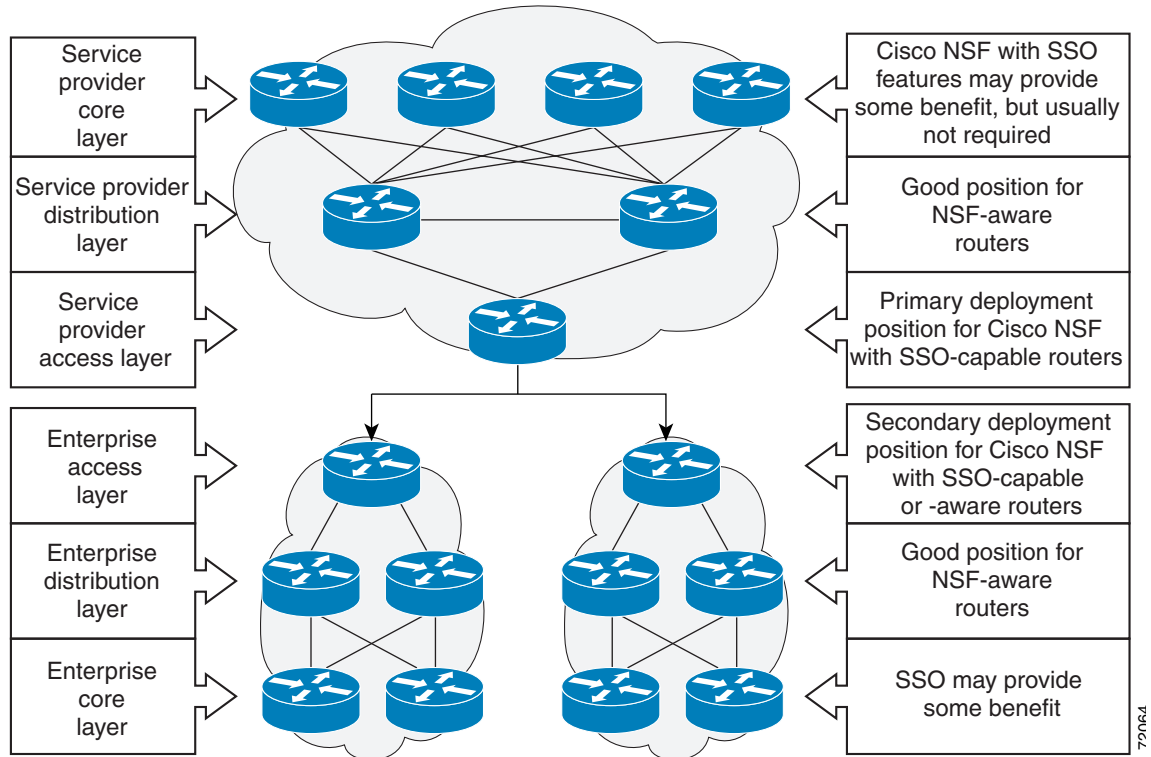 Service
provider
core
layer
Cisco NSF with SSO
features may provide
some benefit, but usually
not required
Service provider
distribution
layer
Good position for
NSF-aware
routers
Service
provider
access layer
Primary deployment
position for Cisco NSF
with SSO-capable routers
Enterprise
access
layer
Secondary deployment
position for Cisco NSF
with SSO-capable
or -aware routers
Enterprise
distribution
layer
Good position for
NSF-aware
routers
Enterprise
core
layer
SSO may provide
some benefit
72064